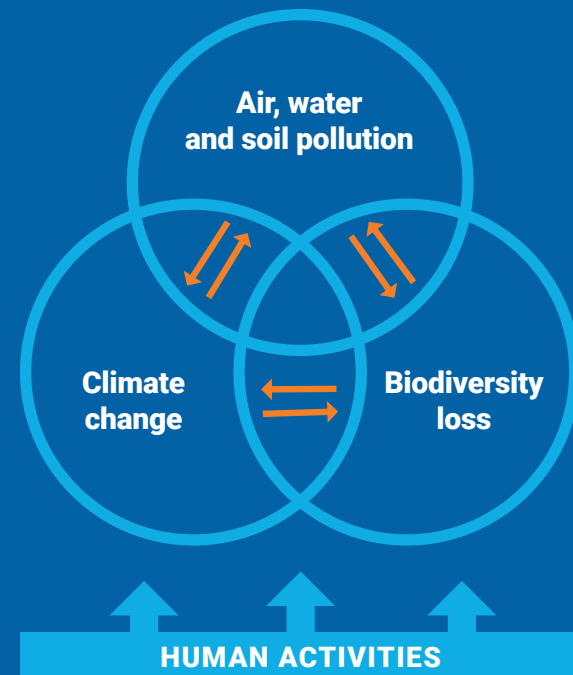 Air, water
and soil pollution
Climate
change
Biodiversity
loss
HUMAN ACTIVITIES